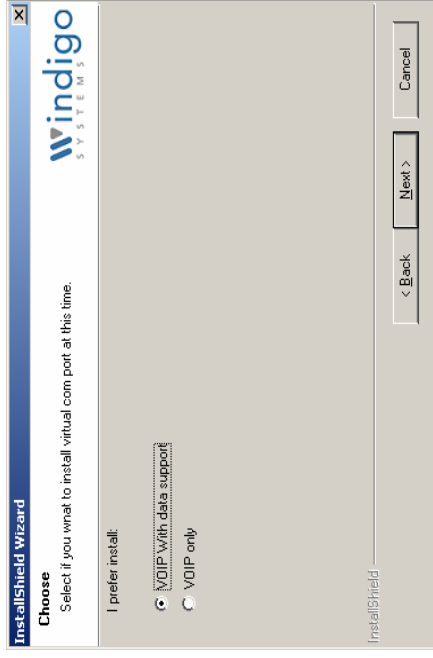 InstallShield Wizard
Choose
Select if you wnat to install virtual com port at this time.
Windigo
SYSTEMS
I prefer install:
VOIP With data support
VOIP only
InstallShield
< Back
Next >
Cancel